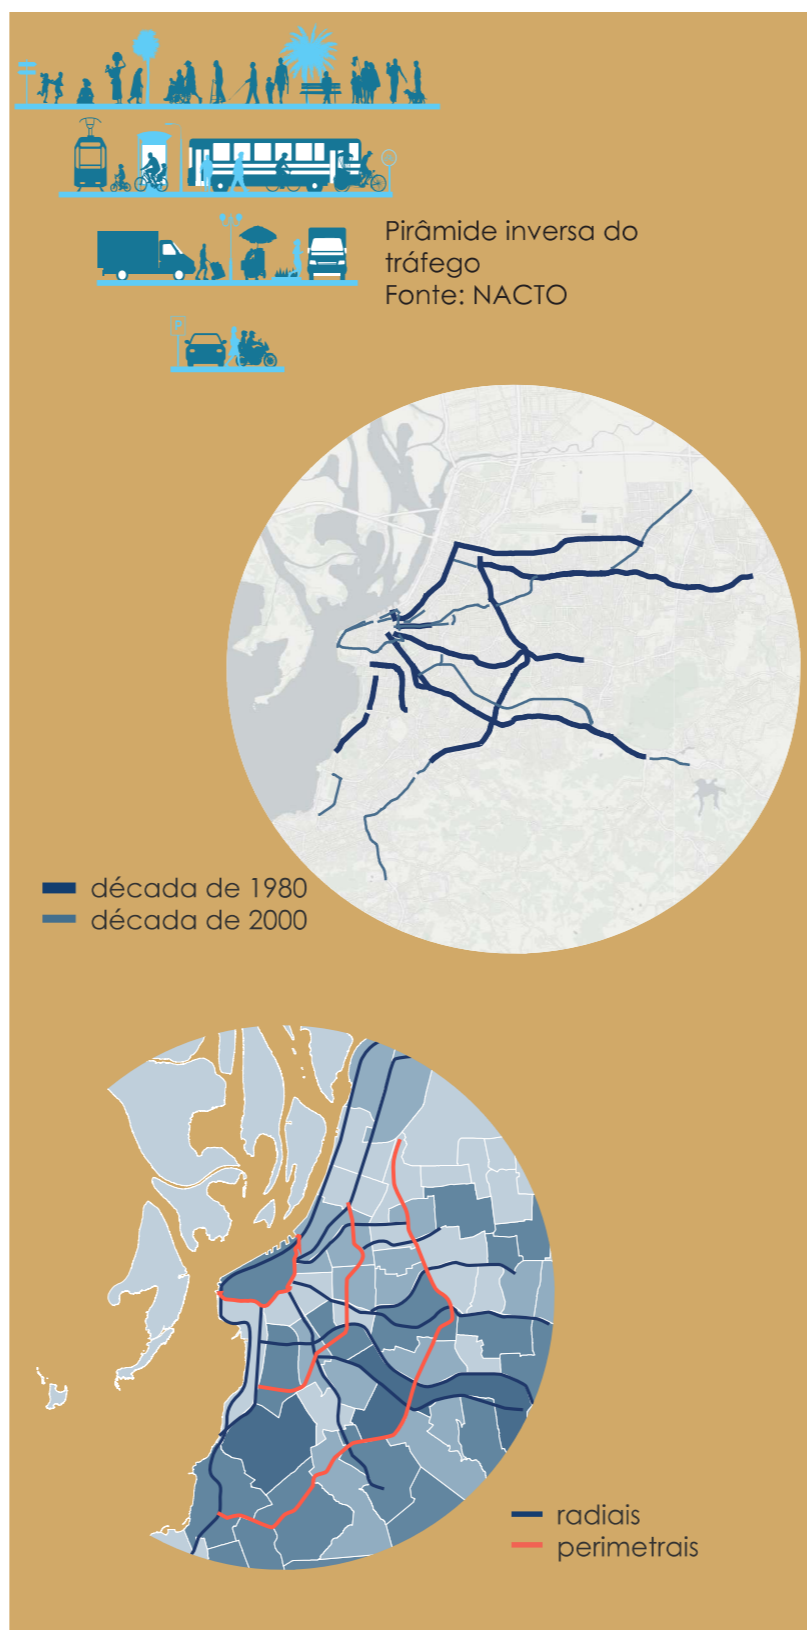 Pirâmide inversa do
tráfego
Fonte: NACTO
década de 1980
década de 2000
radiais
perimetrais